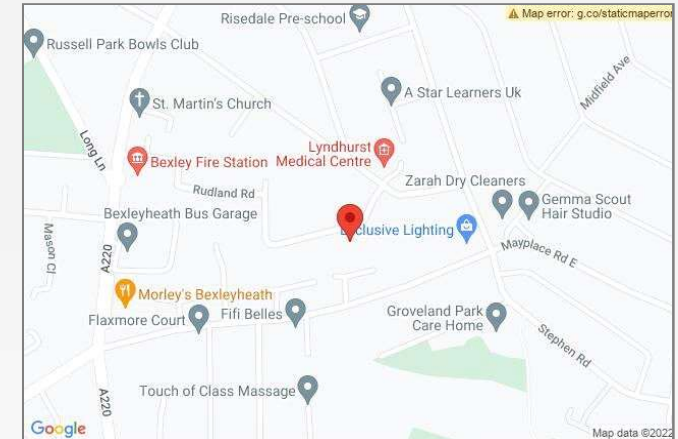 Risedale Pre-school
Map error: g.co/staticmaperror
Russell Park Bowls Club
Midfield Ave
A Star Learners Uk
St. Martin's Church
Long Ln
Lyndhurst
Medical Centre
Bexley Fire Station
Zarah Dry Cleaners
Rudland Rd
Gemma Scout
Hair Studio
Bexleyheath Bus Garage
Lighting
Mason Cl
A220
Mayplace Rd E
Morley's Bexleyheath
Flaxmore Court
Fifi Belles
Groveland Park
Care Home
Stephen Rd
Touch of Class Massage
A220
Google
Map data ©2022